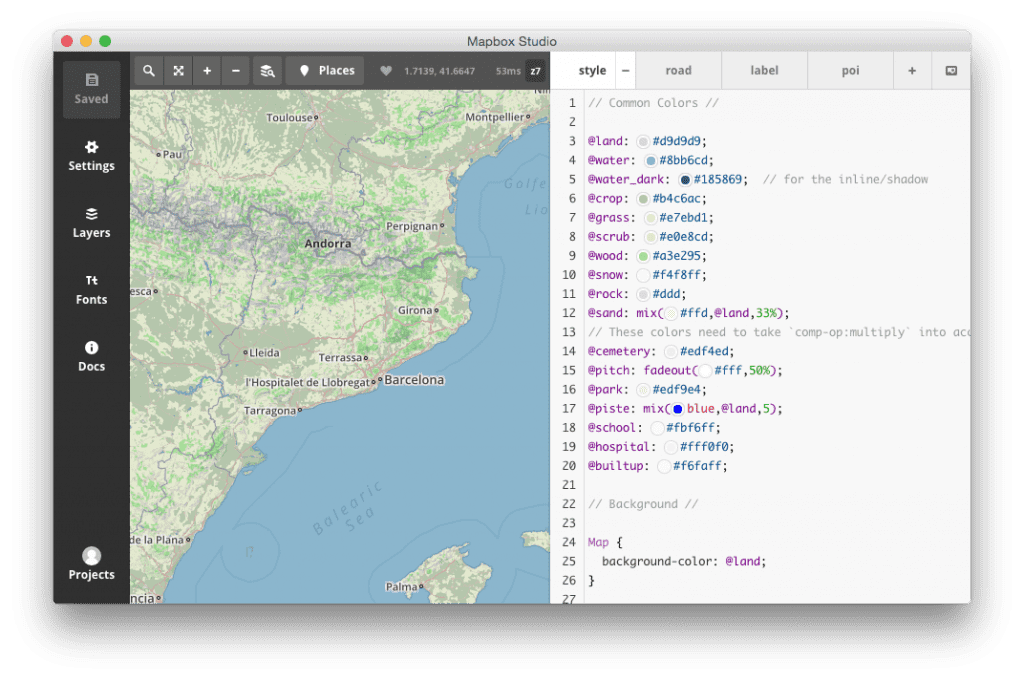 Mapbox Studio
Saved
Settings
Layers
Fonts
Docs
Projects
Places
1.7139, 41.6647
53ms
z7
Toulouse
Montpellier
Pau
Golfe
Lio
Perpignan
Andorra
esca
Girona
Lleida
Terrassa
l'Hospitalet de Llobregat
Barcelona
Tarragona
Balearic
Sea
de la Plana
Palma
ncia
style
road
label
poi
1 // Common Colors //
2
3 @land: #d9d9d9;
4 @water: #8bb6cd;
5 @water_dark: #185869; // for the inline/shadow
6 @crop: #b4c6ac;
7 @grass: #e7ebd1;
8 @scrub: #e0e8cd;
9 @wood: #a3e295;
10 @snow: #f4f8ff;
11 @rock: #ddd;
12 @sand: mix(#ffd,@land,33%);
13 // These colors need to take `comp-op:multiply` into acc
14 @cemetery: #edf4ed;
15 @pitch: fadeout(#fff,50%);
16 @park: #edf9e4;
17 @piste: mix(blue,@land,5);
18 @school: #fbf6ff;
19 @hospital: #fff0f0;
20 @builtup: #f6faff;
21
22 // Background //
23
24 Map {
25 background-color: @land;
26 }
27